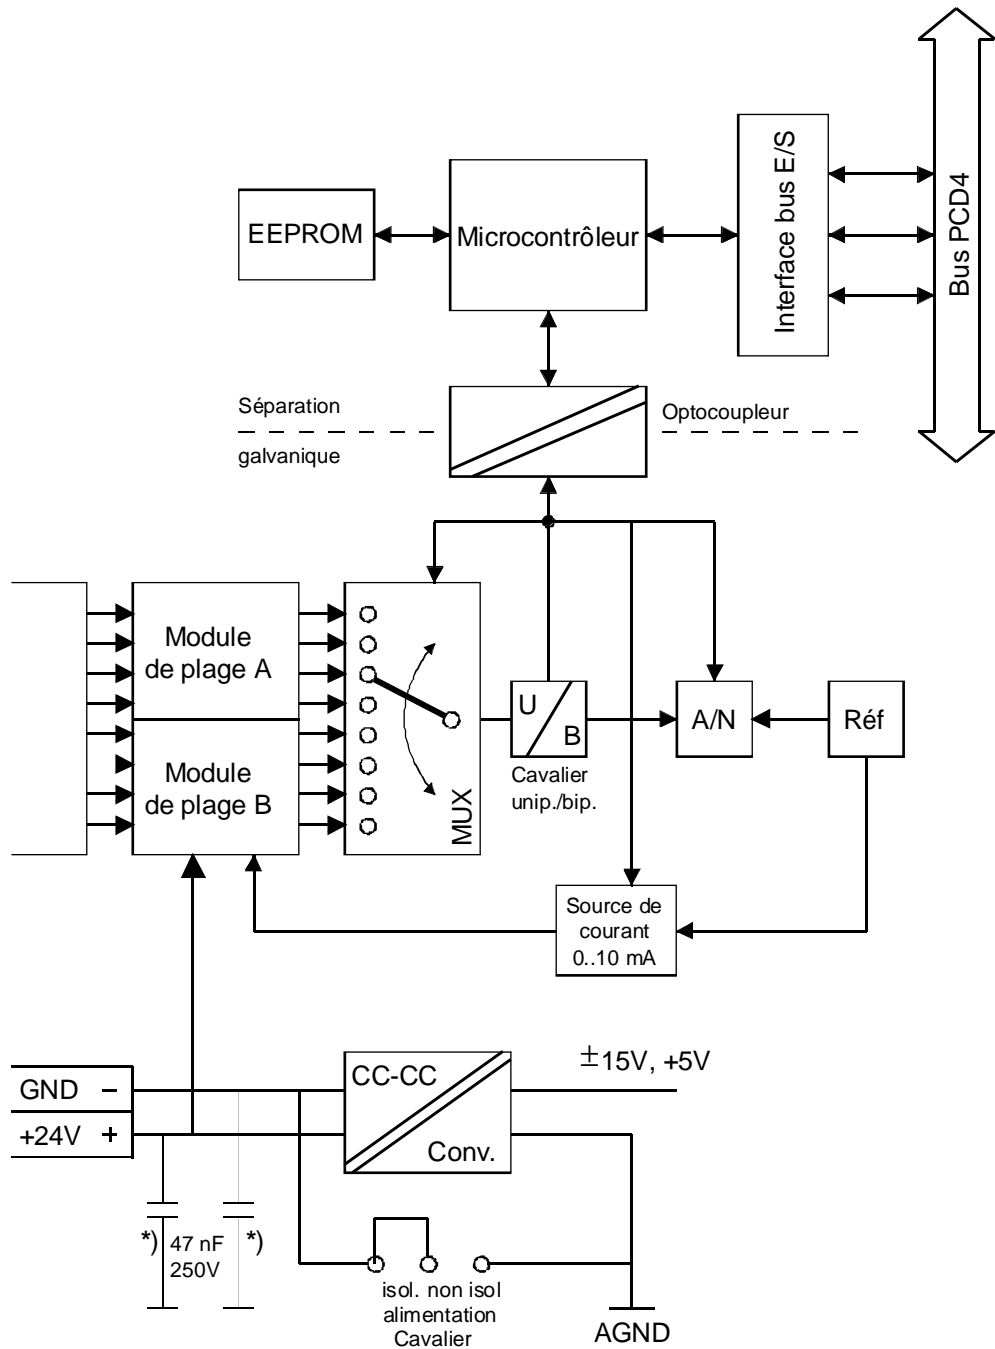 Interface bus E/S
Bus PCD4
EEPROM
Microcontrôleur
Séparation
galvanique
Optocoupleur
Module
de plage A
Module
de plage B
MUX
U
B
Cavalier
unip./bip.
A/N
Réf
Source de
courant
0..10 mA
GND –
+24V +
CC-CC
Conv.
±15V, +5V
*) 47 nF *)
250V
isol. non isol
alimentation
Cavalier
AGND